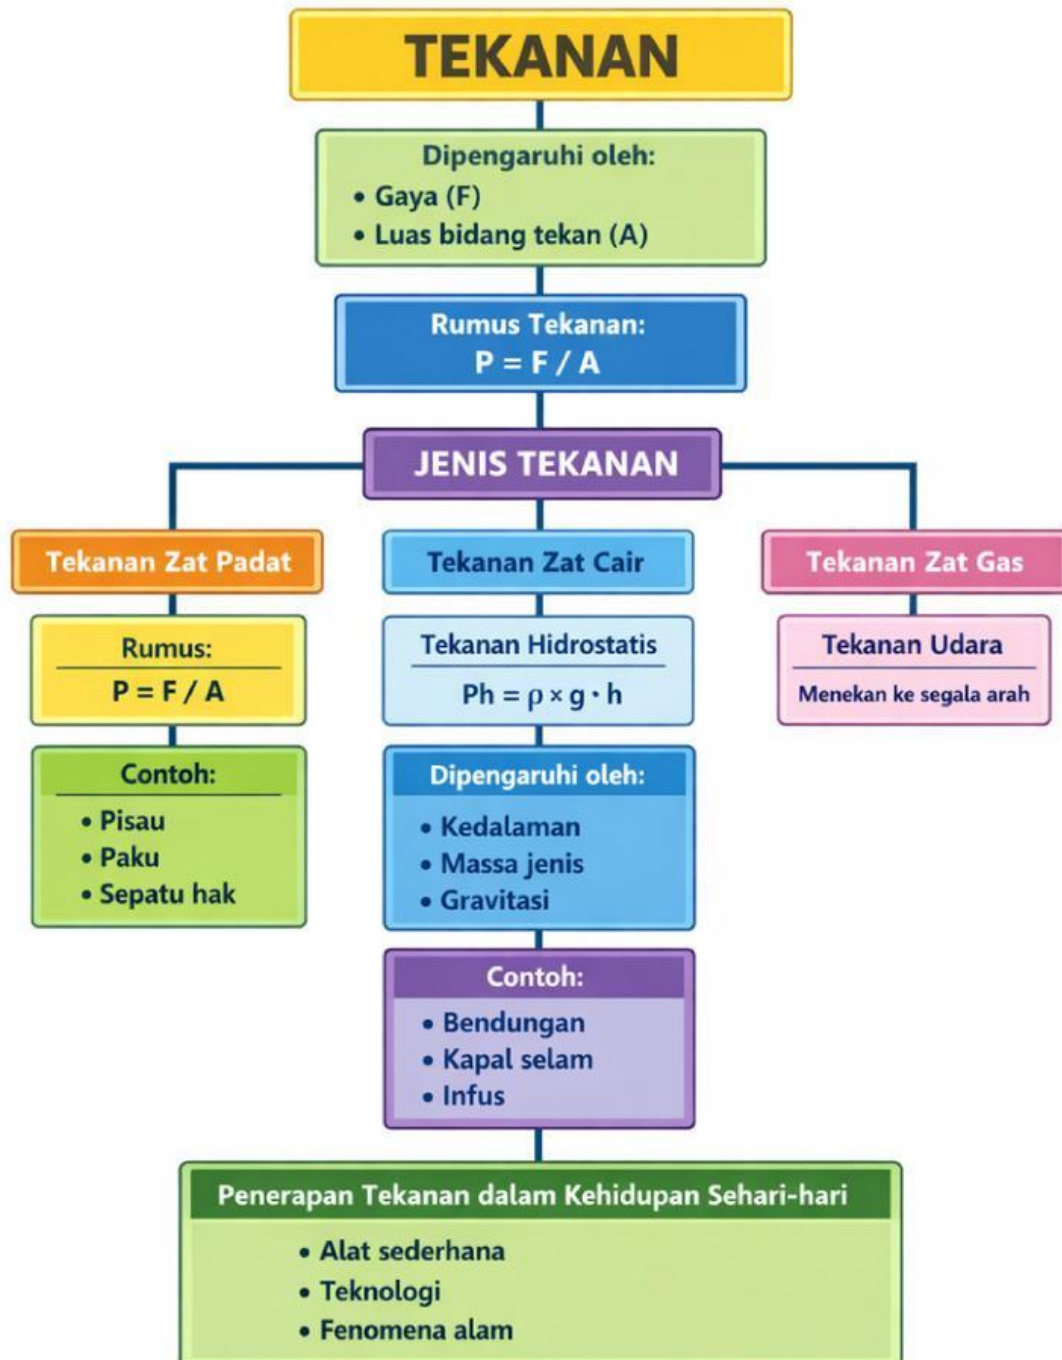 TEKANAN
Dipengaruhi oleh:
• Gaya (F)
• Luas bidang tekan (A)
Rumus Tekanan:
P = F / A
JENIS TEKANAN
Tekanan Zat Padat
Rumus:
P = F / A
Contoh:
• Pisau
• Paku
• Sepatu hak
Tekanan Zat Cair
Tekanan Hidrostatis
Ph = ρ × g · h
Dipengaruhi oleh:
• Kedalaman
• Massa jenis
• Gravitasi
Contoh:
• Bendungan
• Kapal selam
• Infus
Tekanan Zat Gas
Tekanan Udara
Menekan ke segala arah
Penerapan Tekanan dalam Kehidupan Sehari-hari
• Alat sederhana
• Teknologi
• Fenomena alam